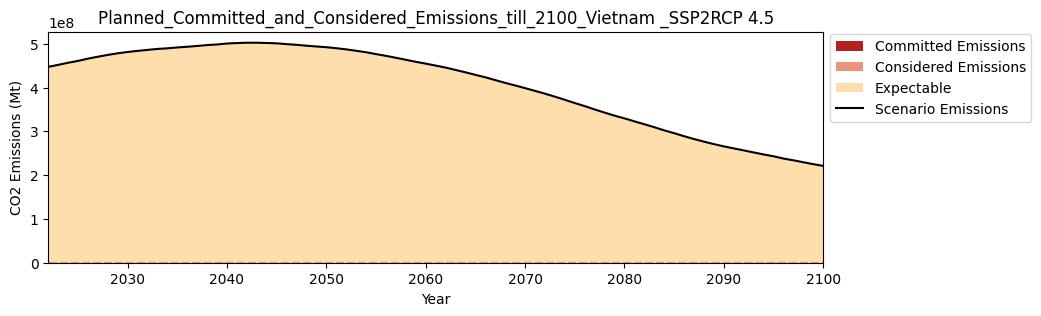 Planned_Committed_and_Considered_Emissions_till_2100_Vietnam _SSP2RCP 4.5
1e8
5
4
3
2
1
0
CO2 Emissions (Mt)
2030 2040 2050 2060 2070 2080 2090 2100
Year
Committed Emissions
Considered Emissions
Expectable
Scenario Emissions